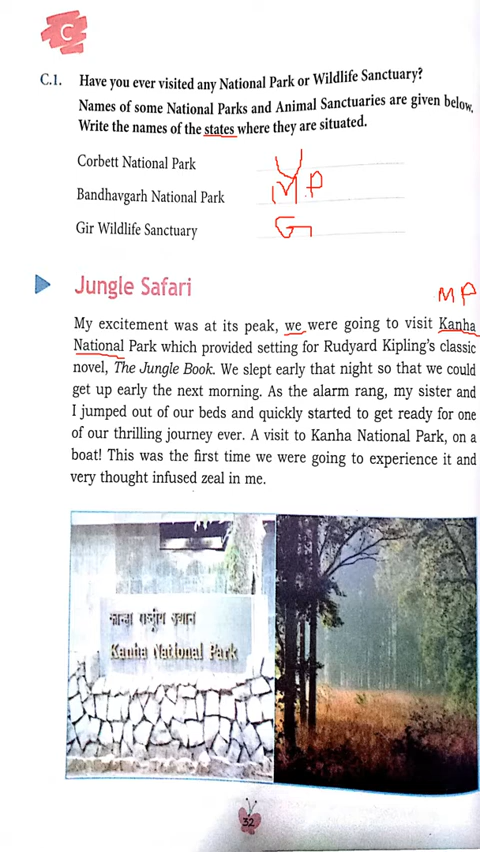 C
C.1. Have you ever visited any National Park or Wildlife Sanctuary?
Names of some National Parks and Animal Sanctuaries are given below.
Write the names of the states where they are situated.
Corbett National Park U
Bandhavgarh National Park MP
Gir Wildlife Sanctuary G
Jungle Safari
MP
My excitement was at its peak, we were going to visit Kanha
National Park which provided setting for Rudyard Kipling's classic
novel, The Jungle Book. We slept early that night so that we could
get up early the next morning. As the alarm rang, my sister and
I jumped out of our beds and quickly started to get ready for one
of our thrilling journey ever. A visit to Kanha National Park, on a
boat! This was the first time we were going to experience it and
very thought infused zeal in me.
कान्हा राष्ट्रीय उद्यान
Kanha National Park
32